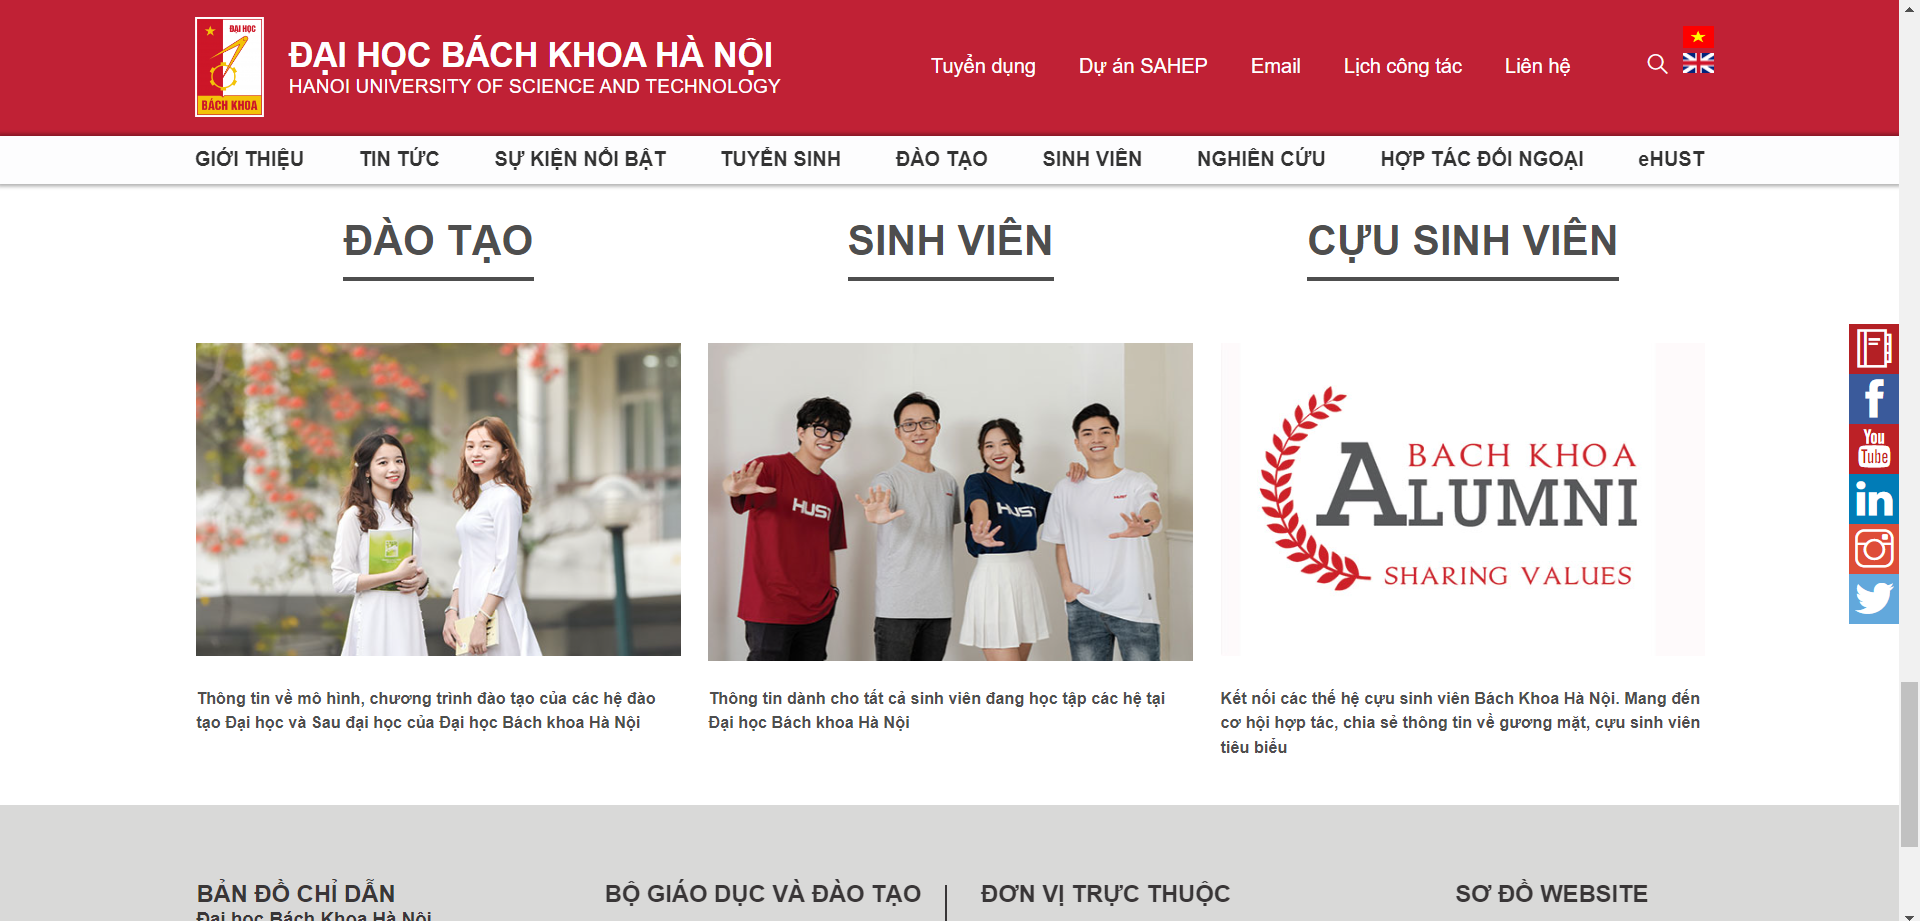 ĐẠI HỌC
BÁCH KHOA
ĐẠI HỌC BÁCH KHOA HÀ NỘI
HANOI UNIVERSITY OF SCIENCE AND TECHNOLOGY
Tuyển dụng
Dự án SAHEP
Email
Lịch công tác
Liên hệ
GIỚI THIỆU
TIN TỨC
SỰ KIỆN NỔI BẬT
TUYỂN SINH
ĐÀO TẠO
SINH VIÊN
NGHIÊN CỨU
HỢP TÁC ĐỐI NGOẠI
eHUST
ĐÀO TẠO
SINH VIÊN
CỰU SINH VIÊN
HUST
HUST
HUST
BACH KHOA
ALUMNI
SHARING VALUES
You
Tube
in
Thông tin về mô hình, chương trình đào tạo của các hệ đào
tạo Đại học và Sau đại học của Đại học Bách khoa Hà Nội
Thông tin dành cho tất cả sinh viên đang học tập các hệ tại
Đại học Bách khoa Hà Nội
Kết nối các thế hệ cựu sinh viên Bách Khoa Hà Nội. Mang đến
cơ hội hợp tác, chia sẻ thông tin về gương mặt, cựu sinh viên
tiêu biểu
BẢN ĐỒ CHỈ DẪN
Đại học Bách Khoa Hà Nội
BỘ GIÁO DỤC VÀ ĐÀO TẠO
ĐƠN VỊ TRỰC THUỘC
SƠ ĐỒ WEBSITE